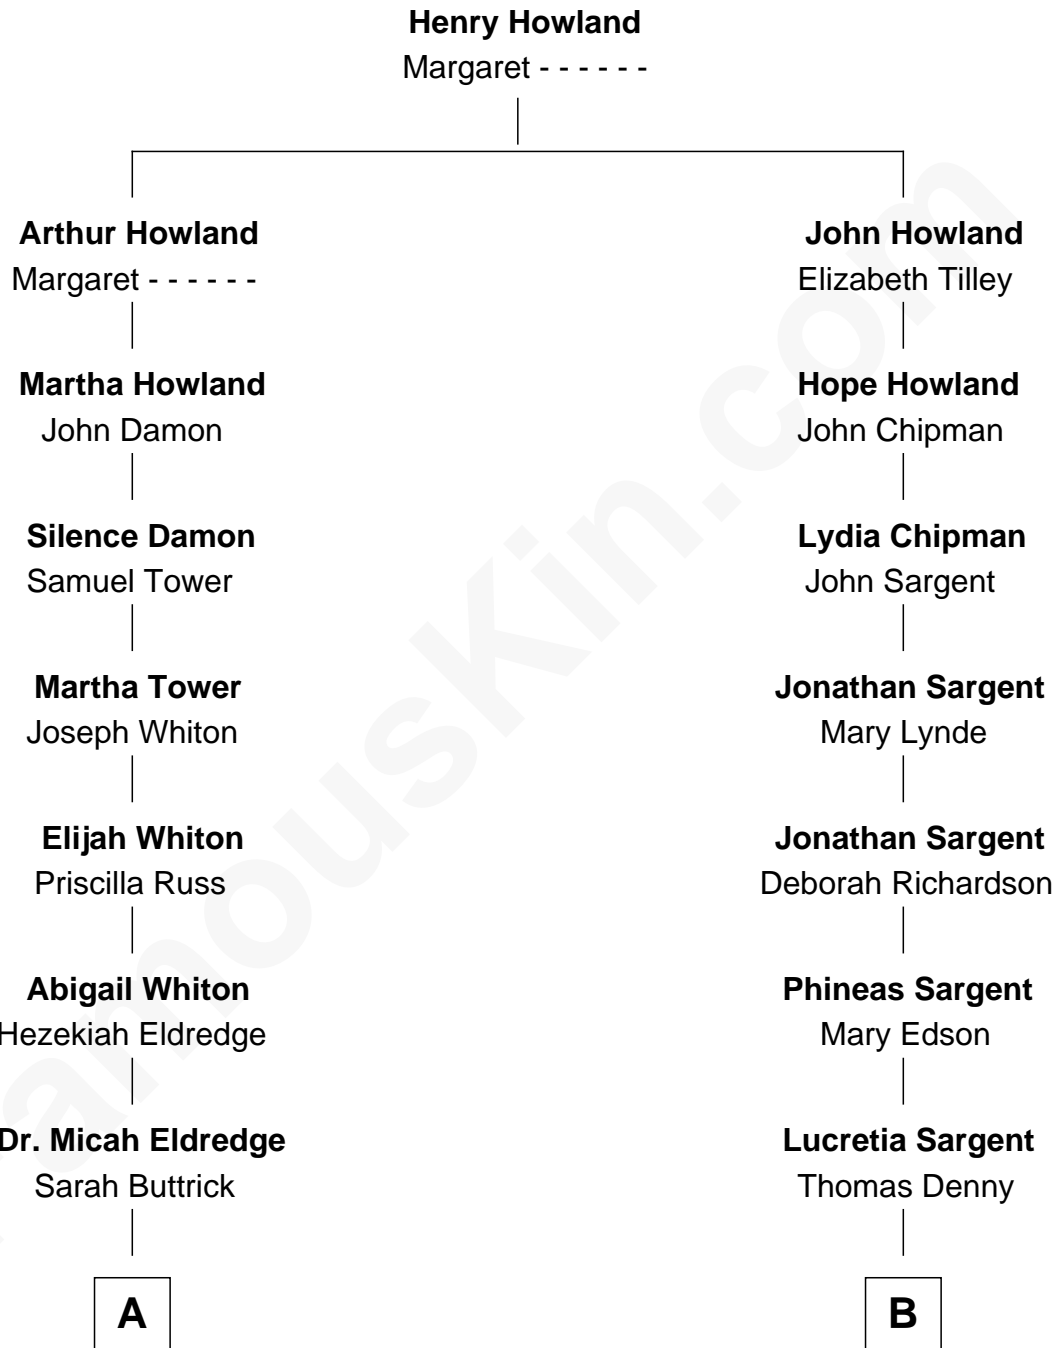 Henry Howland
Margaret - - - - - -
Arthur Howland
Margaret - - - - - -
John Howland
Elizabeth Tilley
Martha Howland
John Damon
Hope Howland
John Chipman
Silence Damon
Samuel Tower
Lydia Chipman
John Sargent
Martha Tower
Joseph Whiton
Jonathan Sargent
Mary Lynde
Elijah Whiton
Priscilla Russ
Jonathan Sargent
Deborah Richardson
Abigail Whiton
Hezekiah Eldredge
Phineas Sargent
Mary Edson
Dr. Micah Eldredge
Sarah Buttrick
Lucretia Sargent
Thomas Denny
A
B
FamousKin.com